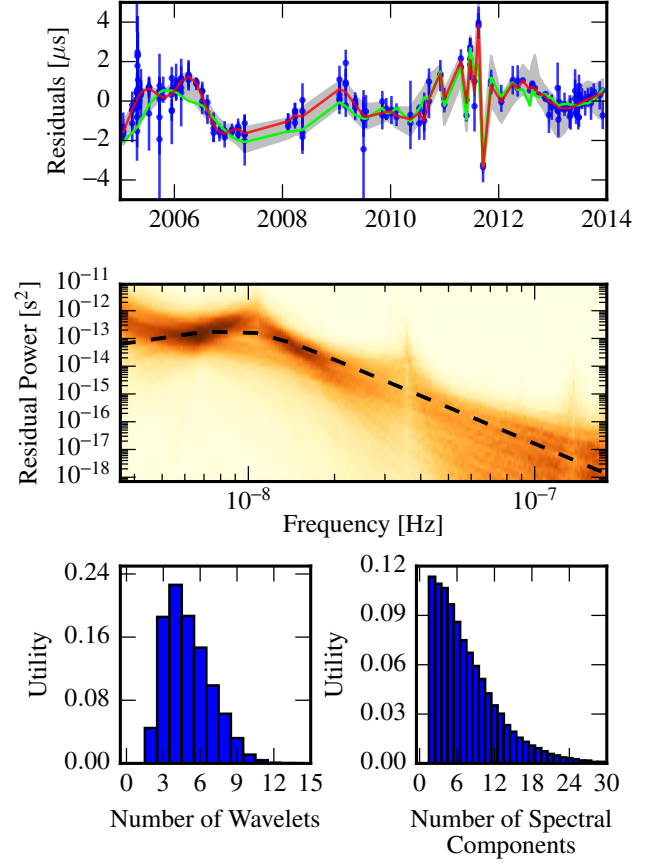 4
2
0
−2
−4
Residuals [μs]
2006 2008 2010 2012 2014
10⁻¹¹
10⁻¹²
10⁻¹³
10⁻¹⁴
10⁻¹⁵
10⁻¹⁶
10⁻¹⁷
10⁻¹⁸
Residual Power [s²]
10⁻⁸ 10⁻⁷
Frequency [Hz]
0.24
0.16
0.08
0.00
Utility
0 3 6 9 12 15
Number of Wavelets
0.12
0.09
0.06
0.03
0.00
Utility
0 6 12 18 24 30
Number of Spectral
Components